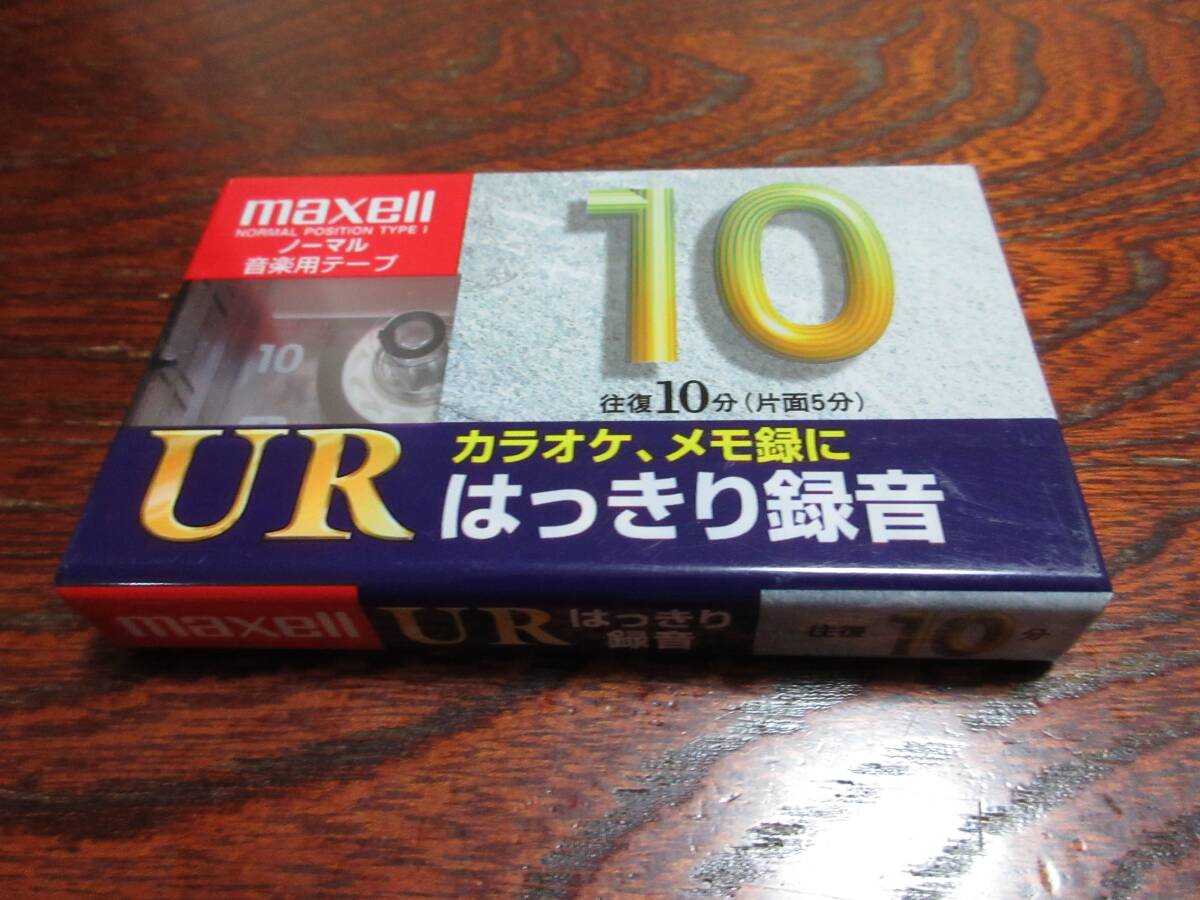 maxell
NORMAL POSITION TYPE I
ノーマル
音楽用テープ
10
10
往復10分(片面5分)
UR
カラオケ、メモ録に
はっきり録音
maxell
UR
はっきり
録音
往復 10分